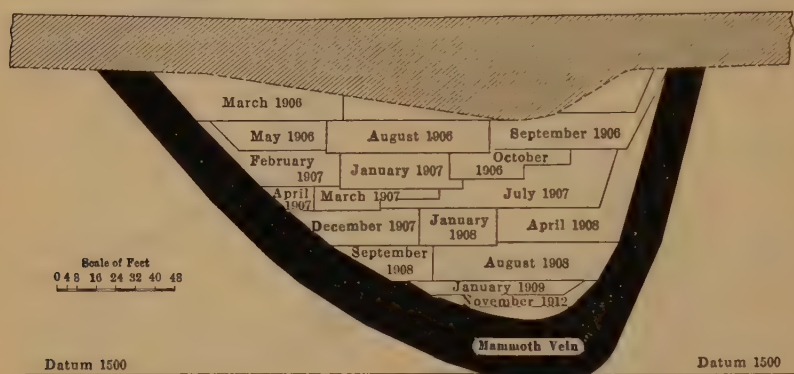 March 1906
May 1906 August 1906 September 1906
February 1907 January 1907 October 1906
April 1907 March 1907 July 1907
December 1907 January 1908 April 1908
September 1908 August 1908
January 1909
November 1912
Scale of Feet
0 4 8 16 24 32 40 48
Mammoth Vein
Datum 1500 Datum 1500